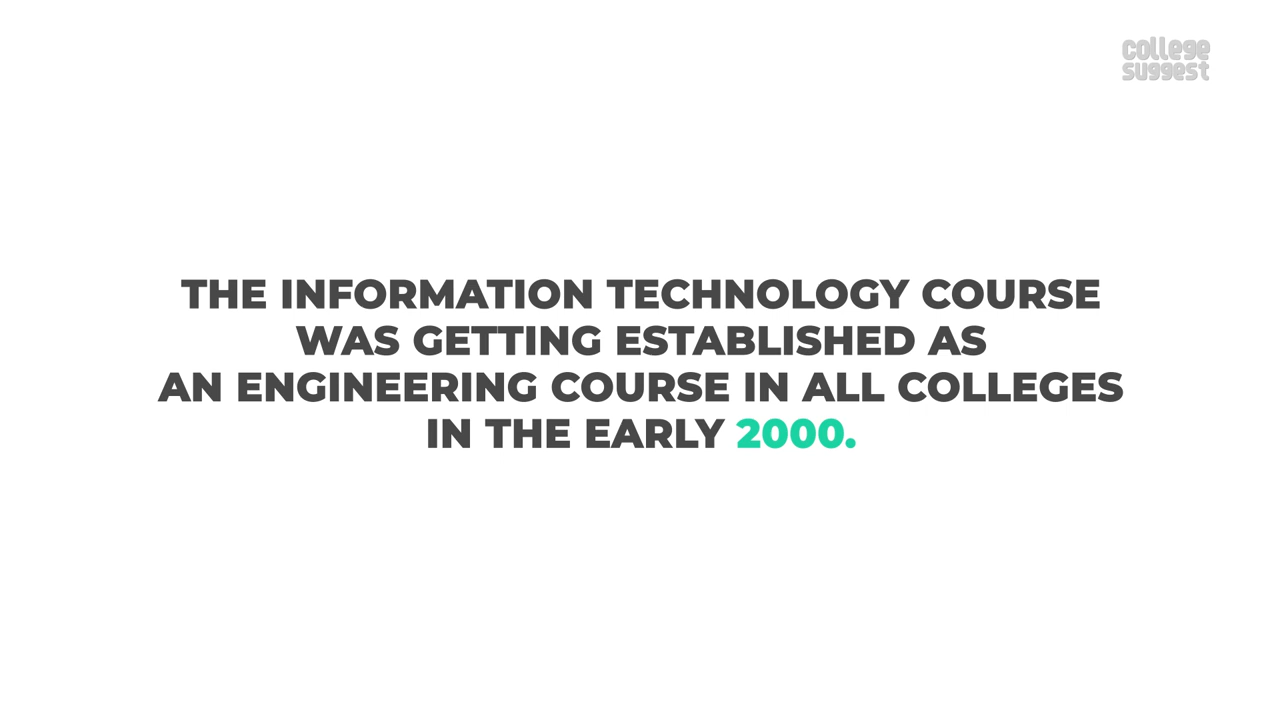 college
suggest
THE INFORMATION TECHNOLOGY COURSE
WAS GETTING ESTABLISHED AS
AN ENGINEERING COURSE IN ALL COLLEGES
IN THE EARLY 2000.